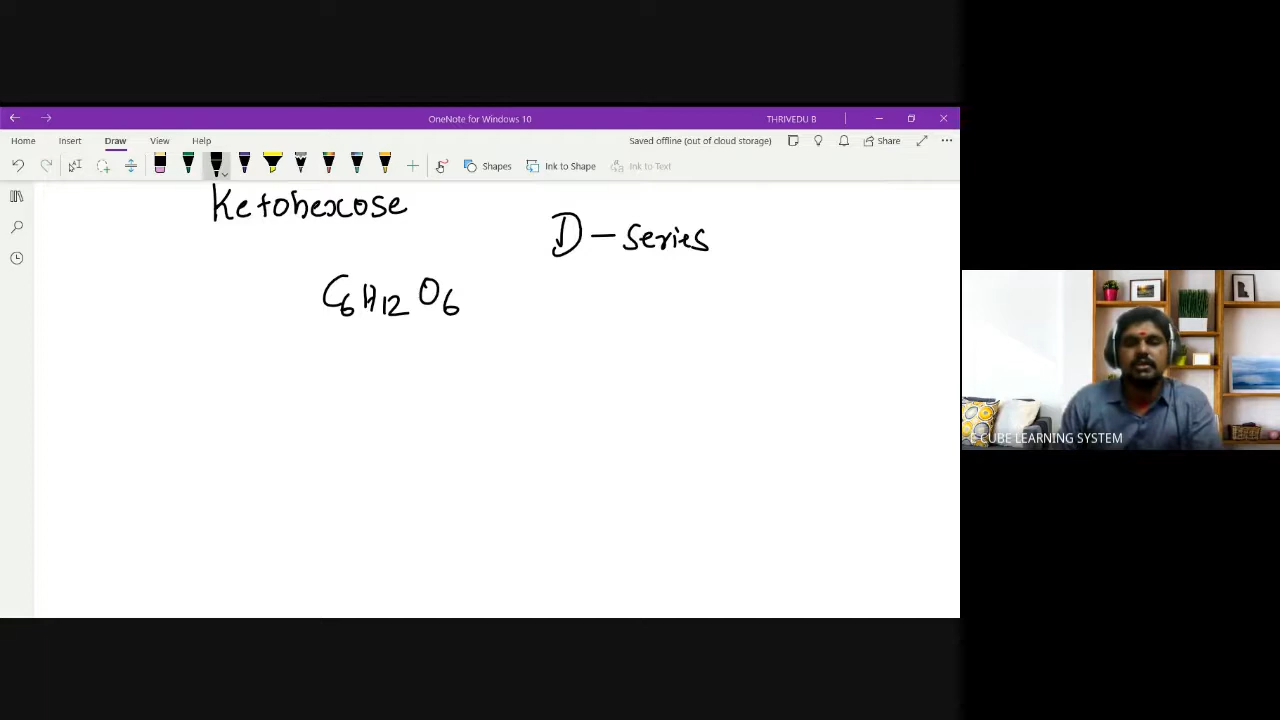 OneNote for Windows 10
THRIVEDU B
Home Insert Draw View Help
Saved offline (out of cloud storage)
Share
Shapes
Ink to Shape
Ink to Text
Ketohexose
D - series
C6H12O6
E CUBE LEARNING SYSTEM